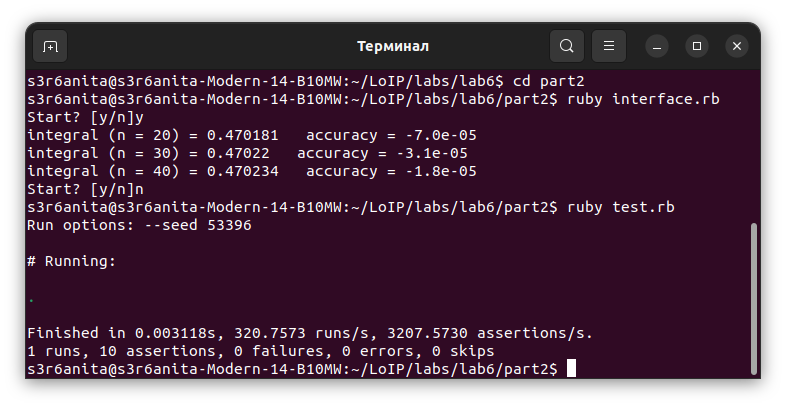 Терминал
s3r6anita@s3r6anita-Modern-14-B10MW:~/LoIP/labs/lab6$ cd part2
s3r6anita@s3r6anita-Modern-14-B10MW:~/LoIP/labs/lab6/part2$ ruby interface.rb
Start? [y/n]y
integral (n = 20) = 0.470181   accuracy = -7.0e-05
integral (n = 30) = 0.47022   accuracy = -3.1e-05
integral (n = 40) = 0.470234   accuracy = -1.8e-05
Start? [y/n]n
s3r6anita@s3r6anita-Modern-14-B10MW:~/LoIP/labs/lab6/part2$ ruby test.rb
Run options: --seed 53396
# Running:
.
Finished in 0.003118s, 320.7573 runs/s, 3207.5730 assertions/s.
1 runs, 10 assertions, 0 failures, 0 errors, 0 skips
s3r6anita@s3r6anita-Modern-14-B10MW:~/LoIP/labs/lab6/part2$